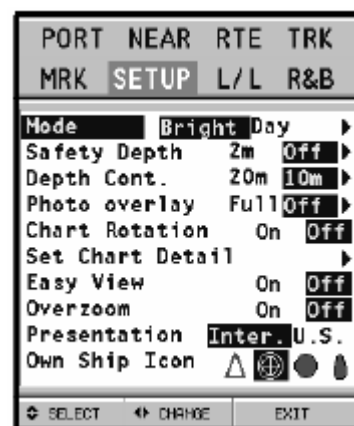 PORT NEAR RTE TRK
MRK SETUP L/L R&B
Mode Bright Day
Safety Depth 2m Off
Depth Cont. 20m 10m
Photo overlay Full Off
Chart Rotation On Off
Set Chart Detail
Easy View On Off
Overzoom On Off
Presentation Inter. U.S.
Own Ship Icon
SELECT CHANGE EXIT